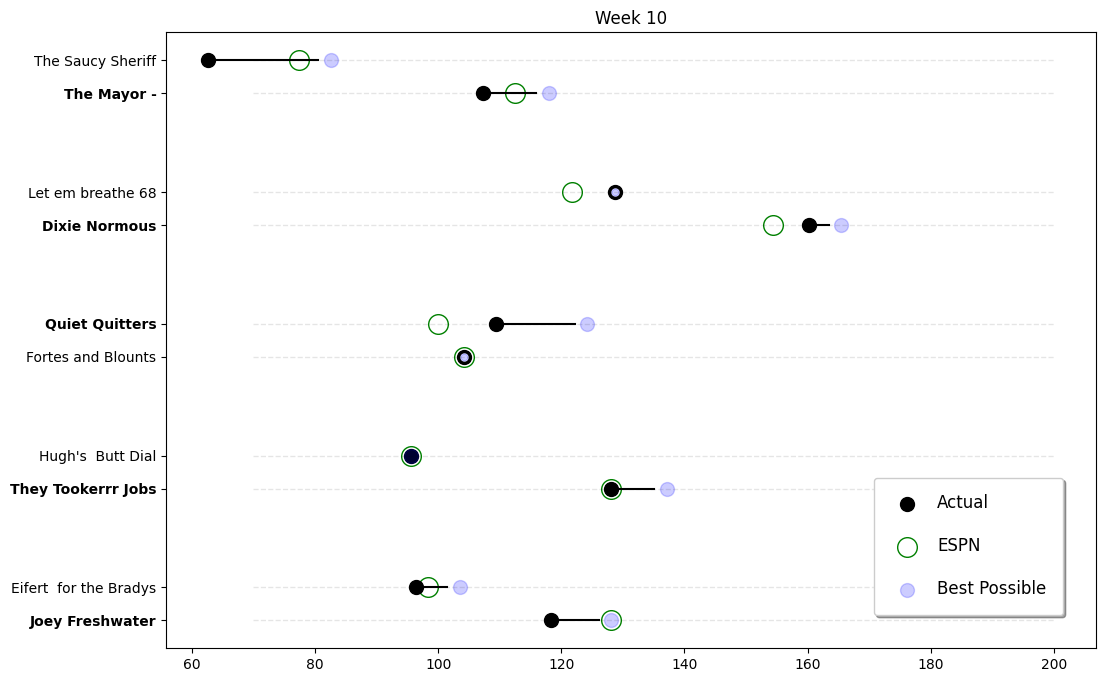 Week 10
The Saucy Sheriff
The Mayor -
Let em breathe 68
Dixie Normous
Quiet Quitters
Fortes and Blounts
Hugh's  Butt Dial
They Tookerrr Jobs
Eifert  for the Bradys
Joey Freshwater
Actual
ESPN
Best Possible
60 80 100 120 140 160 180 200